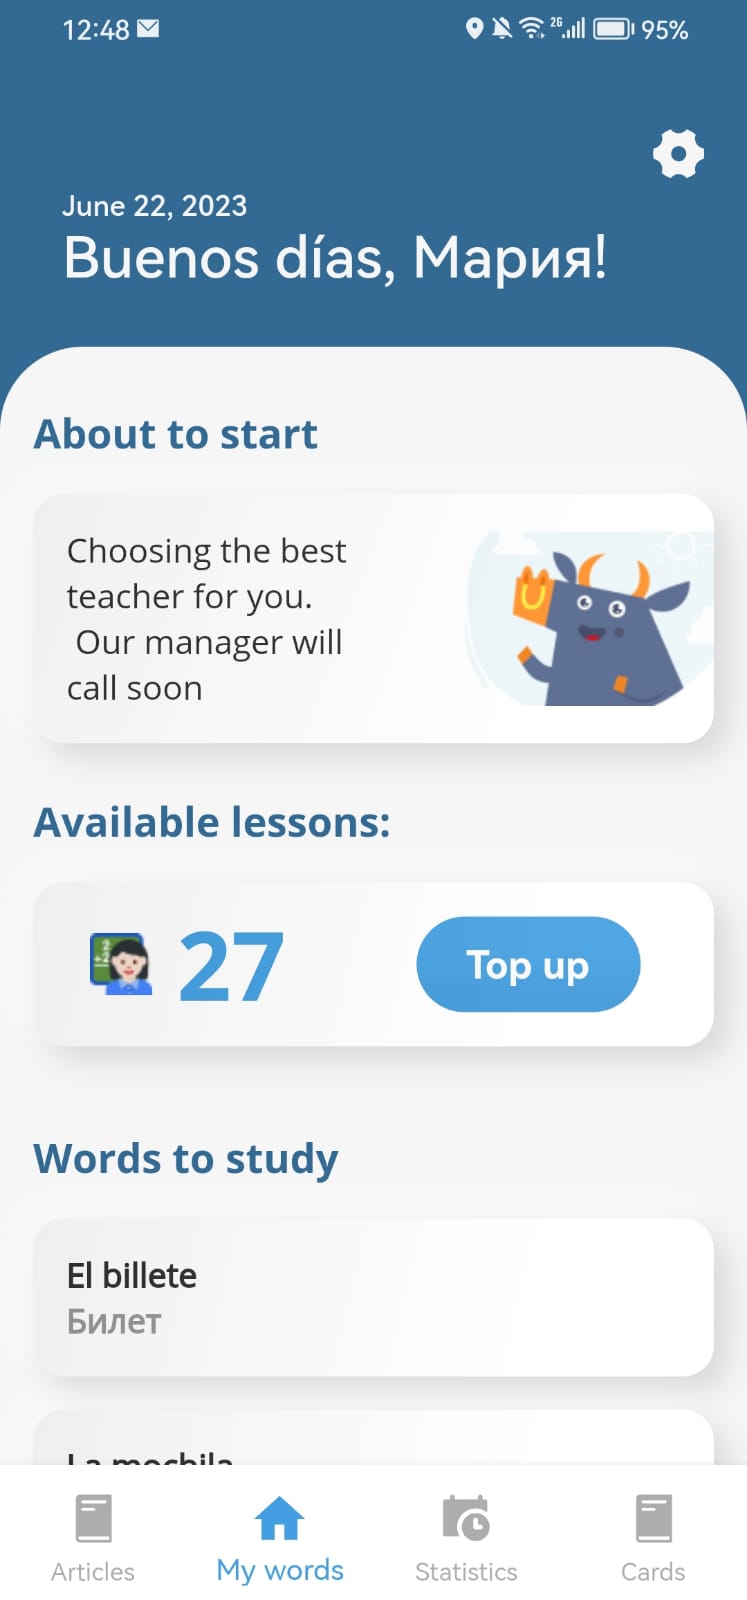 12:48
2G
95%
June 22, 2023
Buenos días, Мария!
About to start
Choosing the best
teacher for you.
Our manager will
call soon
Available lessons:
27
Top up
Words to study
El billete
Билет
La mochila
Articles
My words
Statistics
Cards